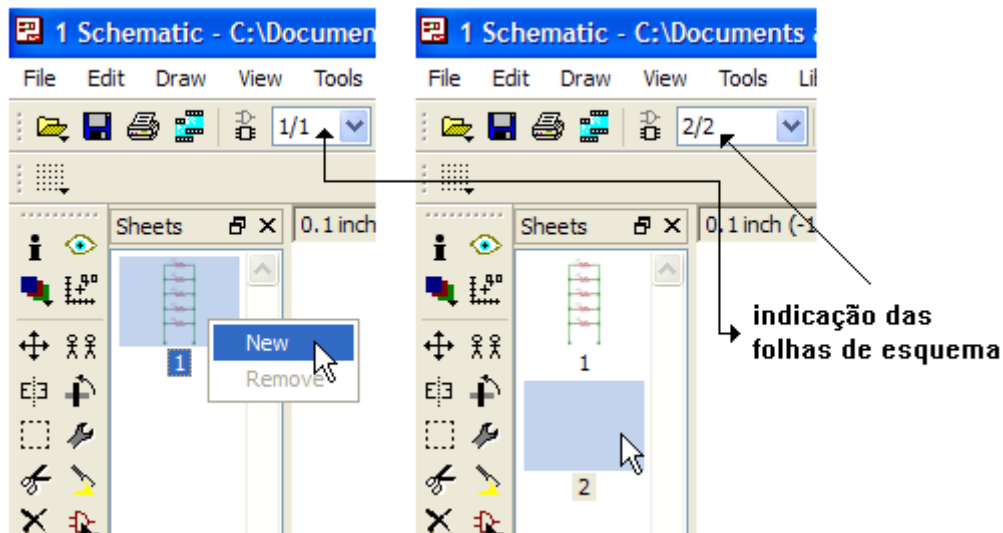 1 Schematic - C:\Documen
File Edit Draw View Tools
1/1
Sheets
0.1 inch
1
New
Remove
1 Schematic - C:\Documents a
File Edit Draw View Tools Li
2/2
Sheets
0.1 inch (-1
1
2
indicação das
folhas de esquema